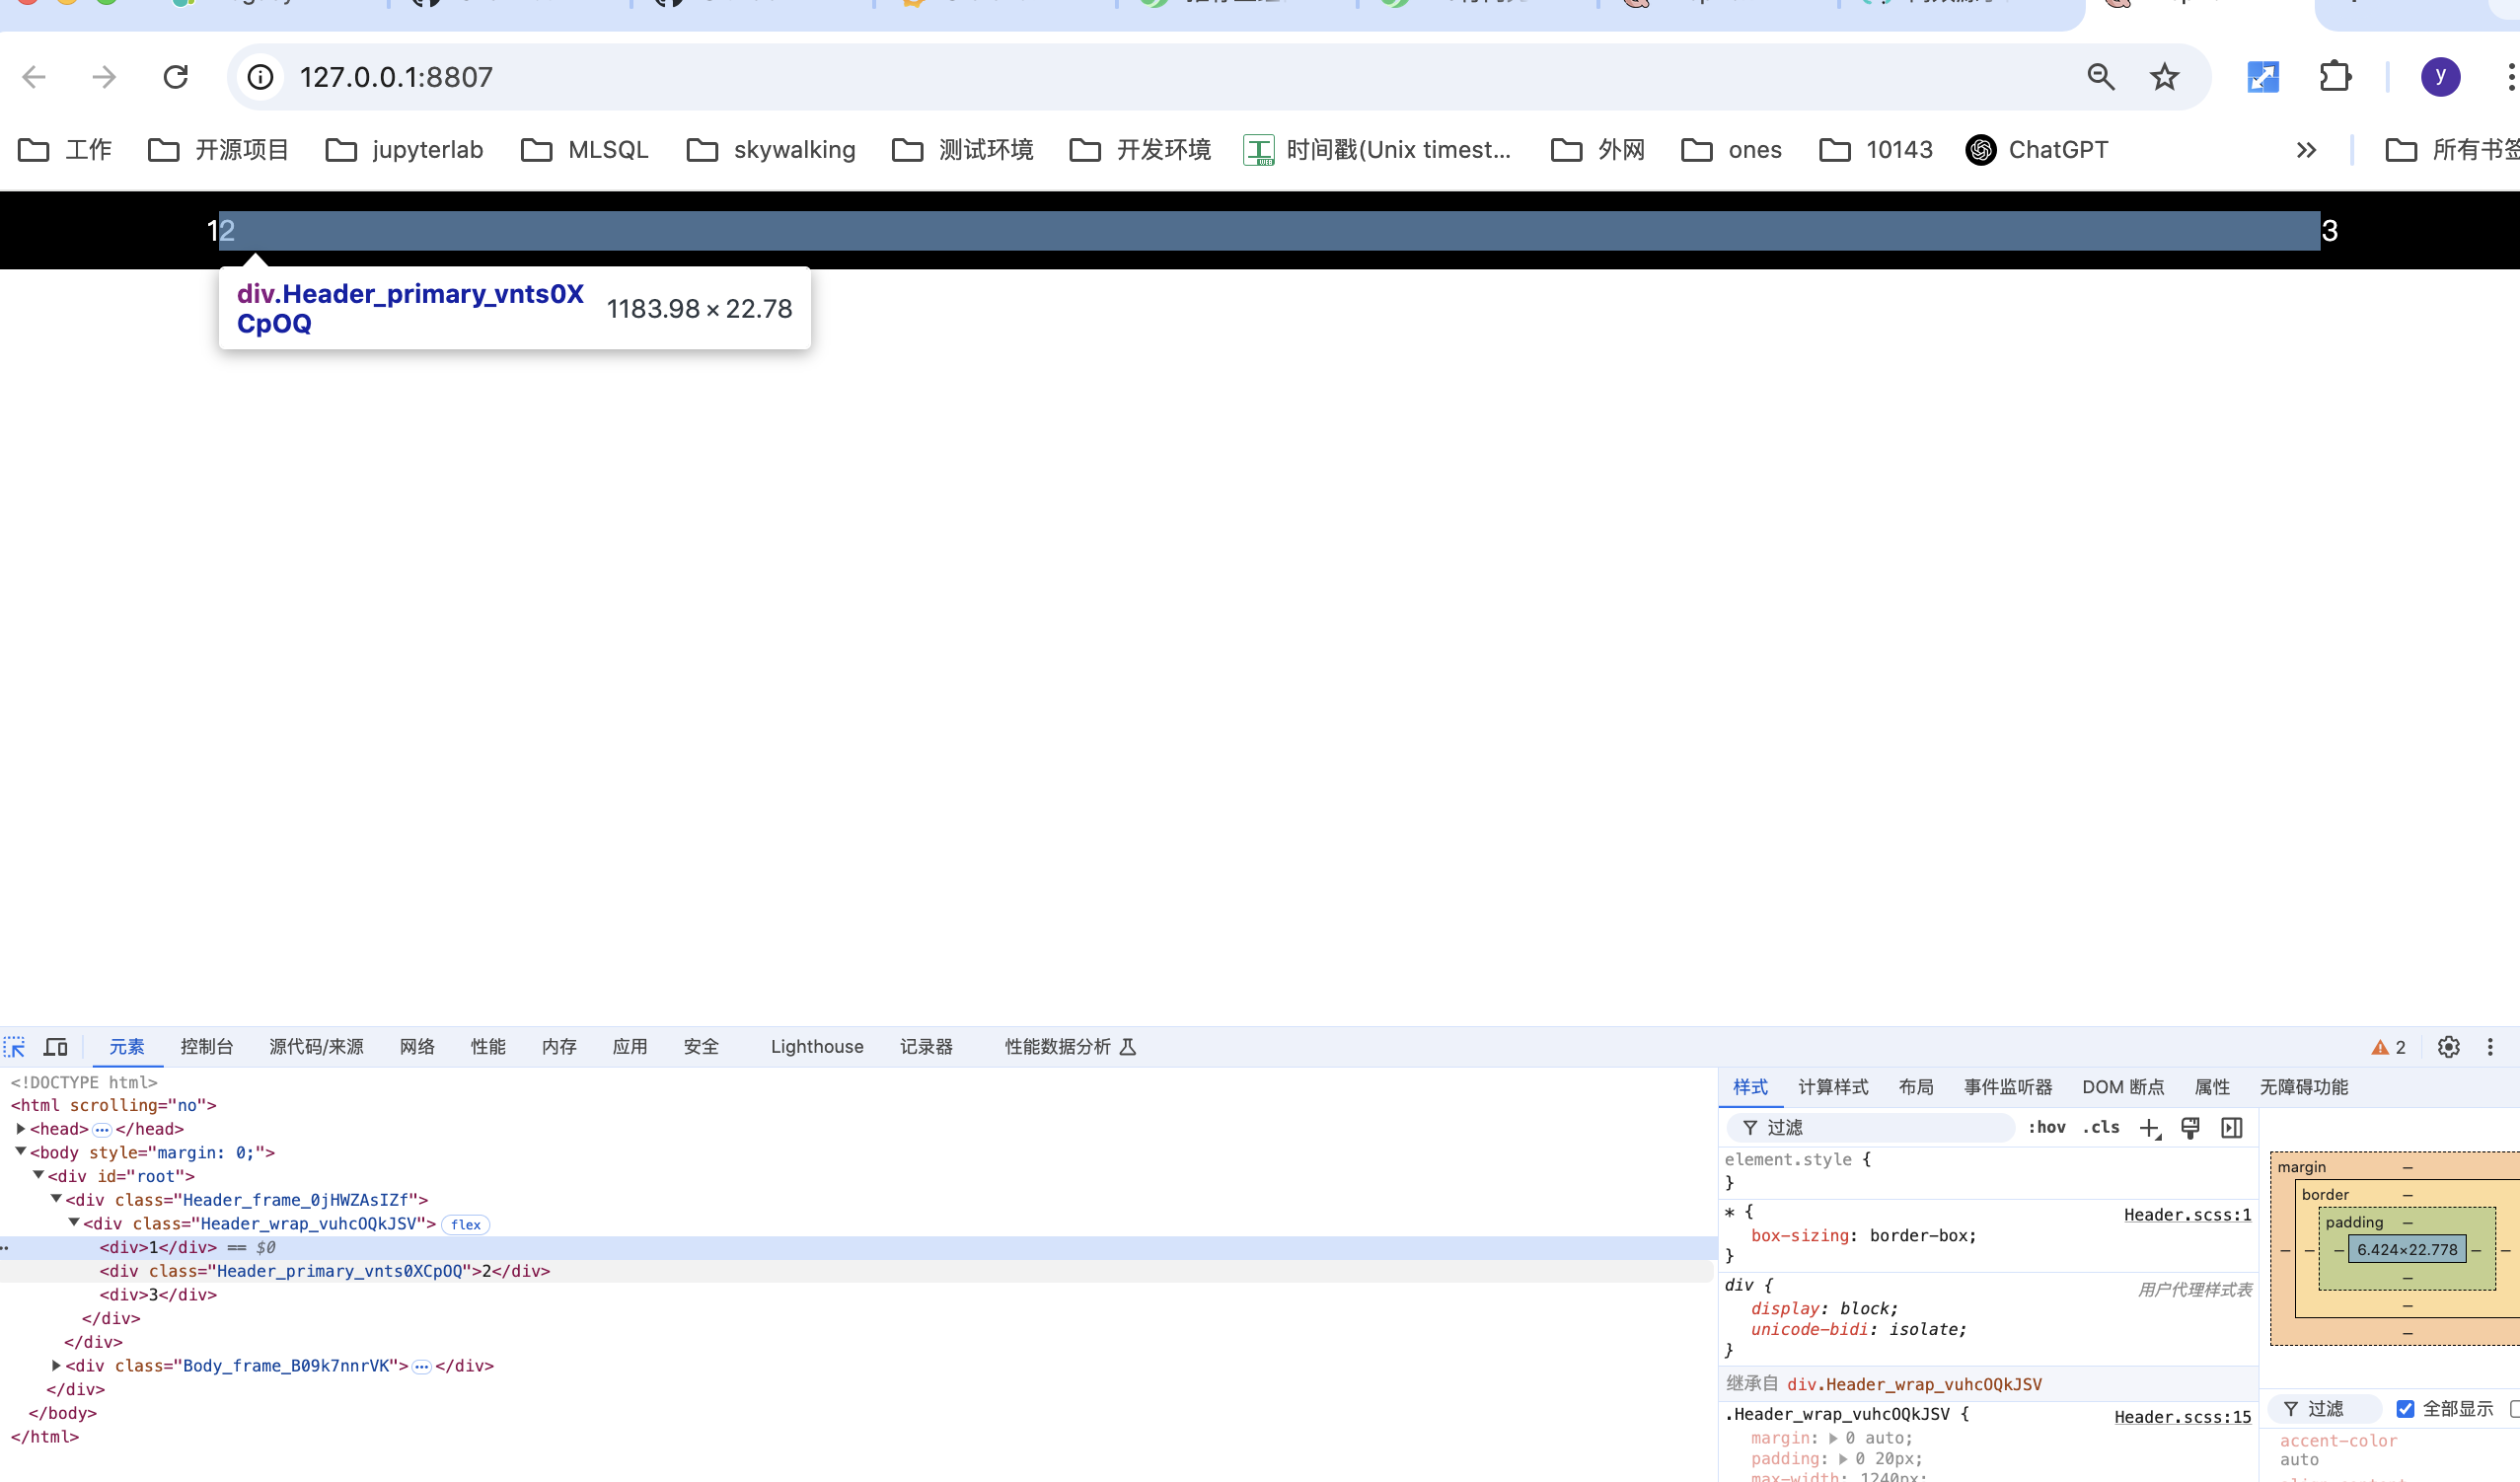 127.0.0.1:8807
y
工作 开源项目 jupyterlab MLSQL skywalking 测试环境 开发环境 时间戳(Unix timest... 外网 ones 10143 ChatGPT 所有书签
12 3
div.Header_primary_vnts0X
CpOQ 1183.98 × 22.78
元素 控制台 源代码/来源 网络 性能 内存 应用 安全 Lighthouse 记录器 性能数据分析 2
<!DOCTYPE html>
<html scrolling="no">
<head> ⋯ </head>
<body style="margin: 0;">
<div id="root">
<div class="Header_frame_0jHWZAsIZf">
<div class="Header_wrap_vuhcOQkJSV"> flex
<div>1</div> == $0
<div class="Header_primary_vnts0XCpOQ">2</div>
<div>3</div>
</div>
</div>
<div class="Body_frame_B09k7nnrVK"> ⋯ </div>
</div>
</body>
</html>
样式 计算样式 布局 事件监听器 DOM 断点 属性 无障碍功能
过滤 :hov .cls
element.style {
}
* { Header.scss:1
box-sizing: border-box;
}
div { 用户代理样式表
display: block;
unicode-bidi: isolate;
}
继承自 div.Header_wrap_vuhcOQkJSV
.Header_wrap_vuhcOQkJSV { Header.scss:15
margin: 0 auto;
padding: 0 20px;
max-width: 1240px;
margin –
border –
padding –
– – – 6.424×22.778 – –
–
–
–
过滤 全部显示
accent-color
auto